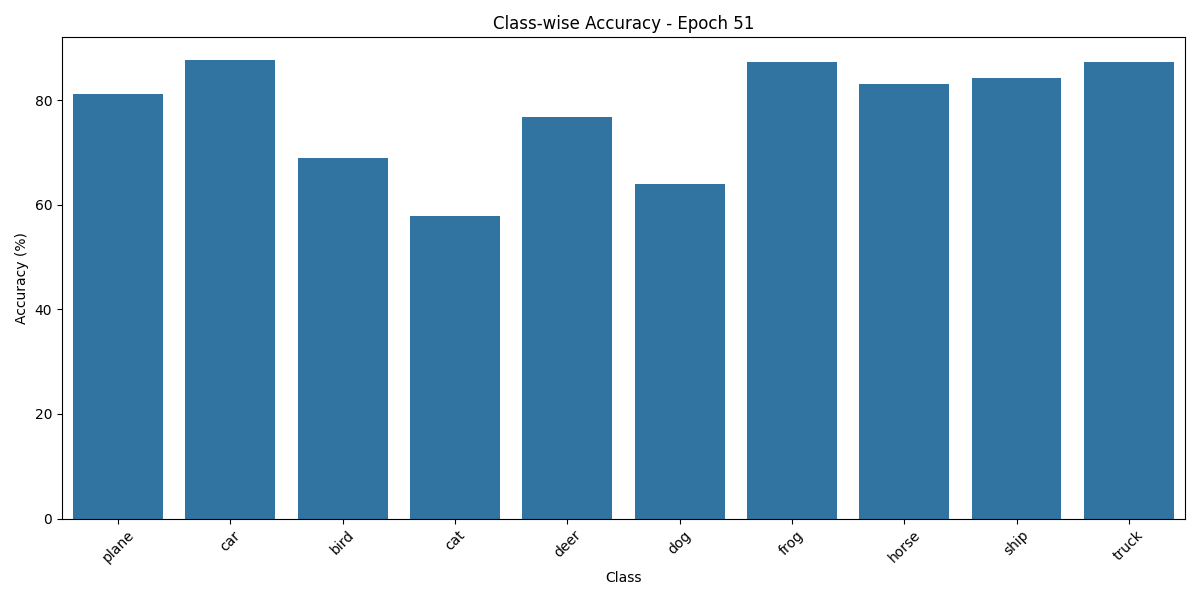 Class-wise Accuracy - Epoch 51
Accuracy (%)
80
60
40
20
0
plane
car
bird
cat
deer
dog
frog
horse
ship
truck
Class